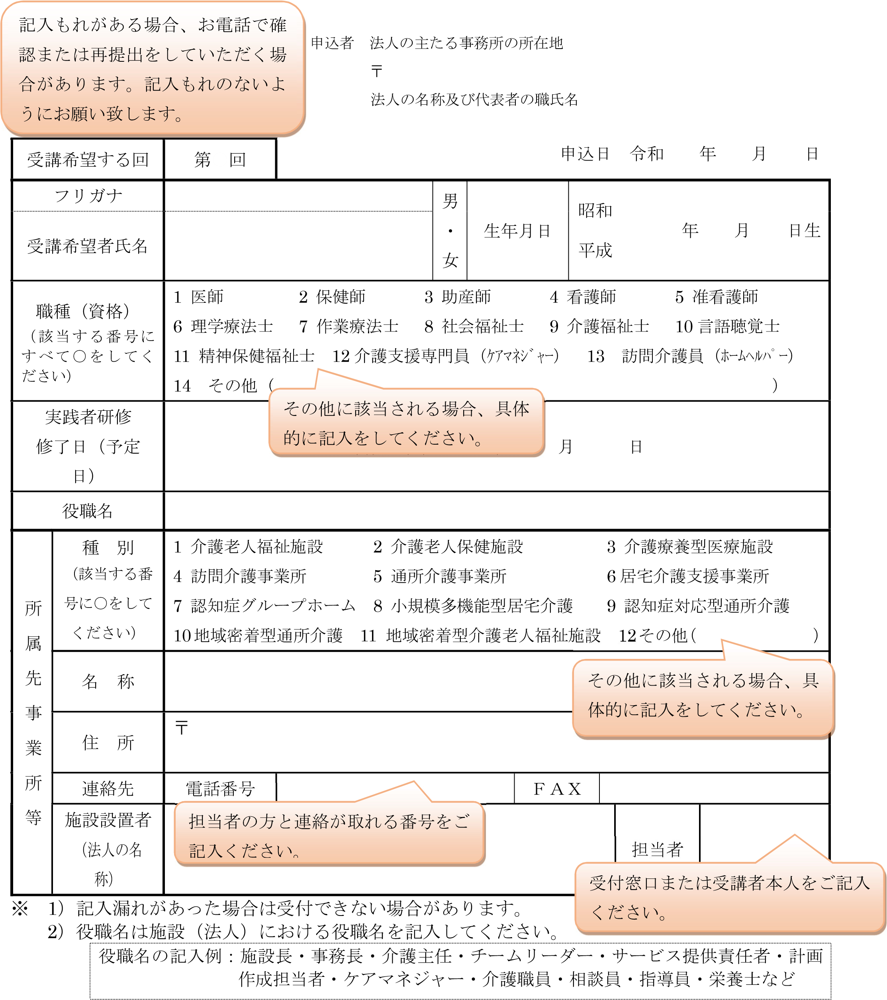 記入もれがある場合、お電話で確
認または再提出をしていただく場
合があります。記入もれのないよ
うにお願い致します。
申込者　法人の主たる事務所の所在地
〒
法人の名称及び代表者の職氏名
受講希望する回　第　回
申込日　令和　　年　　月　　日
フリガナ
受講希望者氏名
男
・
女
生年月日
昭和
平成
年　　月　　日生
職種（資格）
（該当する番号に
すべて○をしてく
ださい）
1 医師　2 保健師　3 助産師　4 看護師　5 准看護師
6 理学療法士　7 作業療法士　8 社会福祉士　9 介護福祉士　10 言語聴覚士
11 精神保健福祉士　12 介護支援専門員（ｹｱﾏﾈｼﾞｬｰ）　13　訪問介護員（ﾎｰﾑﾍﾙﾊﾟｰ）
14　その他（　　　　）
その他に該当される場合、具体
的に記入をしてください。
実践者研修
修了日（予定
日）
月　　日
役職名
所属先事業所等
種　別
（該当する番
号に○をして
ください）
1 介護老人福祉施設　2 介護老人保健施設　3 介護療養型医療施設
4 訪問介護事業所　5 通所介護事業所　6 居宅介護支援事業所
7 認知症グループホーム　8 小規模多機能型居宅介護　9 認知症対応型通所介護
10 地域密着型通所介護　11 地域密着型介護老人福祉施設　12 その他（　　　　）
その他に該当される場合、具
体的に記入をしてください。
名　称
住　所
〒
連絡先
電話番号
ＦＡＸ
担当者の方と連絡が取れる番号をご
記入ください。
施設設置者
（法人の名
称）
担当者
受付窓口または受講者本人をご記入
ください。
※　1）記入漏れがあった場合は受付できない場合があります。
2）役職名は施設（法人）における役職名を記入してください。
役職名の記入例：施設長・事務長・介護主任・チームリーダー・サービス提供責任者・計画
作成担当者・ケアマネジャー・介護職員・相談員・指導員・栄養士など